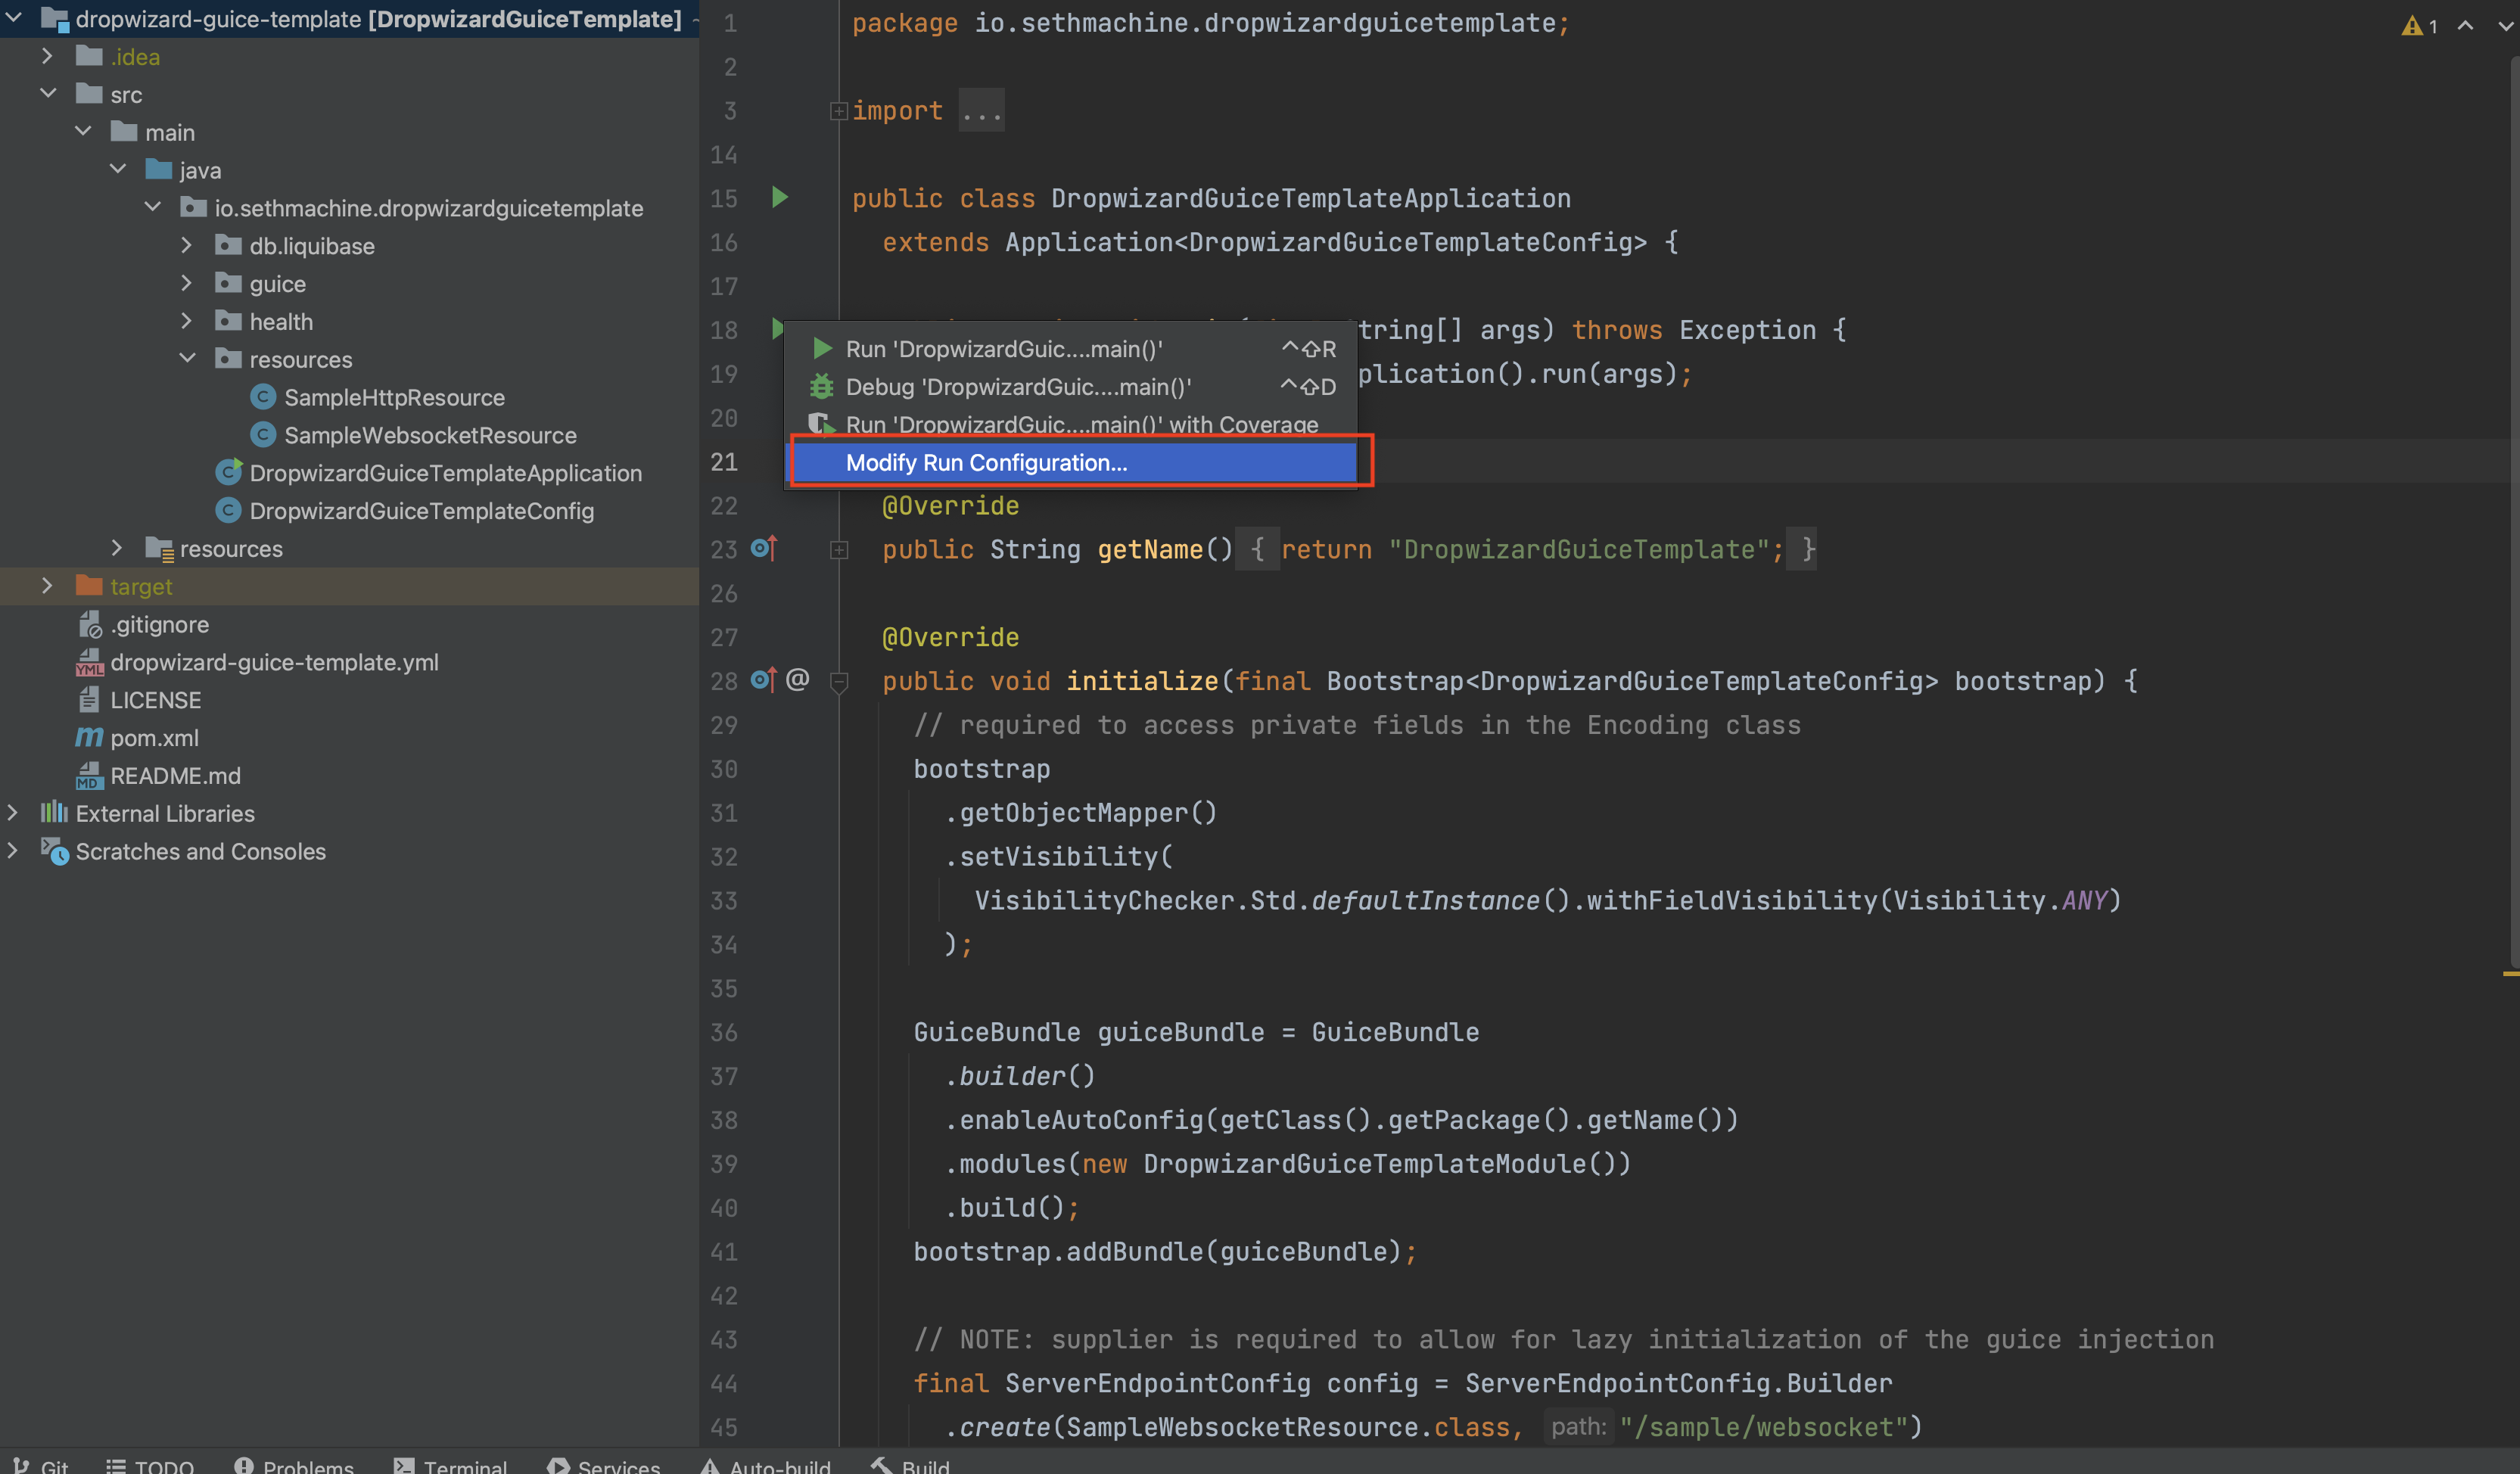 dropwizard-guice-template [DropwizardGuiceTemplate] ~
.idea
src
main
java
io.sethmachine.dropwizardguicetemplate
db.liquibase
guice
health
resources
SampleHttpResource
SampleWebsocketResource
DropwizardGuiceTemplateApplication
DropwizardGuiceTemplateConfig
resources
target
.gitignore
dropwizard-guice-template.yml
LICENSE
pom.xml
README.md
External Libraries
Scratches and Consoles
1 package io.sethmachine.dropwizardguicetemplate;
1
2
3 import ...
14
15 public class DropwizardGuiceTemplateApplication
16 extends Application<DropwizardGuiceTemplateConfig> {
17
18 tring[] args) throws Exception {
19 plication().run(args);
20
21
Run 'DropwizardGuic....main()' ^⇧R
Debug 'DropwizardGuic....main()' ^⇧D
Run 'DropwizardGuic....main()' with Coverage
Modify Run Configuration...
22 @Override
23 public String getName() { return "DropwizardGuiceTemplate"; }
26
27 @Override
28 @ public void initialize(final Bootstrap<DropwizardGuiceTemplateConfig> bootstrap) {
29 // required to access private fields in the Encoding class
30 bootstrap
31 .getObjectMapper()
32 .setVisibility(
33 VisibilityChecker.Std.defaultInstance().withFieldVisibility(Visibility.ANY)
34 );
35
36 GuiceBundle guiceBundle = GuiceBundle
37 .builder()
38 .enableAutoConfig(getClass().getPackage().getName())
39 .modules(new DropwizardGuiceTemplateModule())
40 .build();
41 bootstrap.addBundle(guiceBundle);
42
43 // NOTE: supplier is required to allow for lazy initialization of the guice injection
44 final ServerEndpointConfig config = ServerEndpointConfig.Builder
45 .create(SampleWebsocketResource.class, path: "/sample/websocket")
Git TODO Problems Terminal Services Auto-build Build